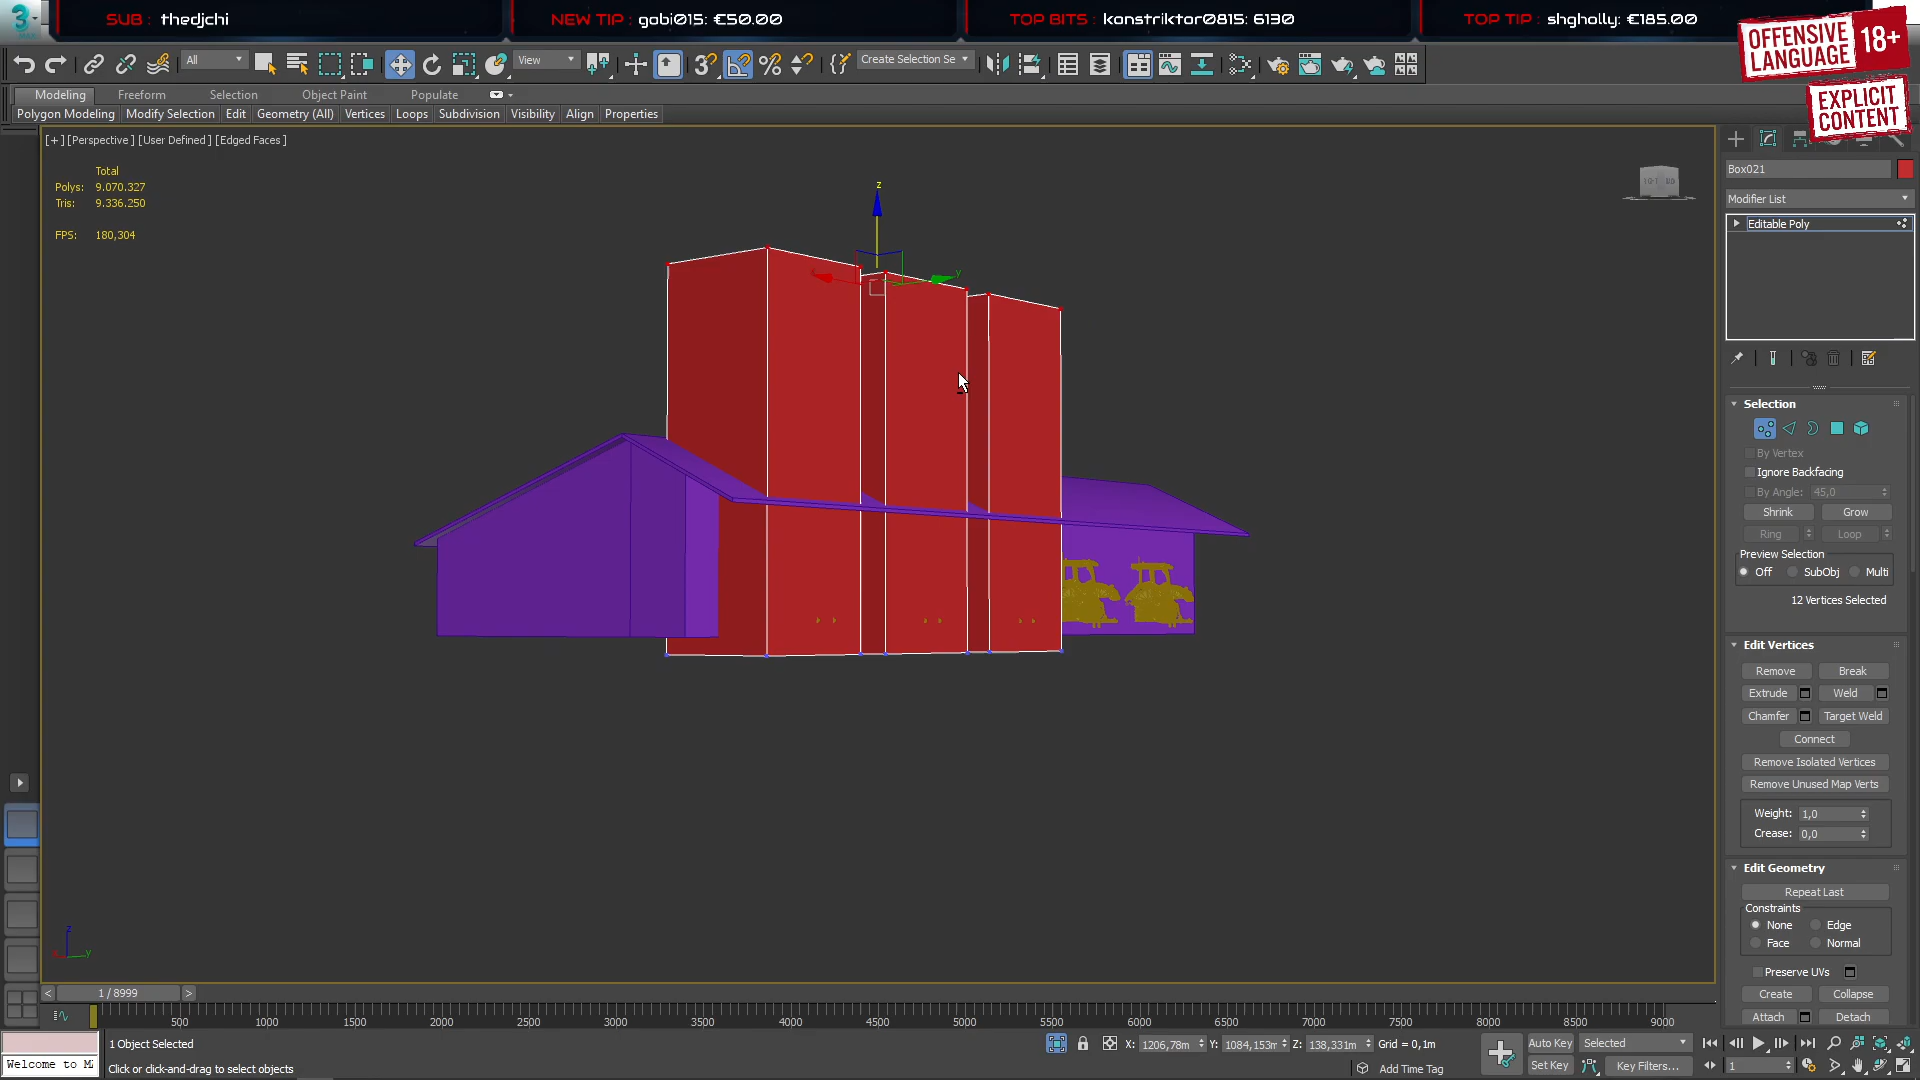 SUB : thedjchi
NEW TIP : gabi015: €50.00
TOP BITS : konstriktor0815: 6130
TOP TIP : shgholly: €185.00
OFFENSIVE LANGUAGE 18+
EXPLICIT CONTENT
3
All
View
Create Selection Se
Modeling
Freeform
Selection
Object Paint
Populate
Polygon Modeling
Modify Selection
Edit
Geometry (All)
Vertices
Loops
Subdivision
Visibility
Align
Properties
[+] [Perspective ] [User Defined ] [Edged Faces ]
Total
Polys: 9.070.327
Tris: 9.336.250
FPS: 180,304
z
y
Box021
Modifier List
Editable Poly
Selection
By Vertex
Ignore Backfacing
By Angle: 45,0
Shrink
Grow
Ring
Loop
Preview Selection
Off
SubObj
Multi
12 Vertices Selected
Edit Vertices
Remove
Break
Extrude
Weld
Chamfer
Target Weld
Connect
Remove Isolated Vertices
Remove Unused Map Verts
Weight: 1,0
Crease: 0,0
Edit Geometry
Repeat Last
Constraints
None
Edge
Face
Normal
Preserve UVs
Create
Collapse
Attach
Detach
z
x
y
< 1 / 8999 >
500 1000 1500 2000 2500 3000 3500 4000 4500 5000 5500 6000 6500 7000 7500 8000 8500 9000
1 Object Selected
X: 1206,78m Y: 1084,153m Z: 138,331m Grid = 0,1m
Auto Key
Selected
Welcome to M
Click or click-and-drag to select objects
Add Time Tag
Set Key
Key Filters...
1